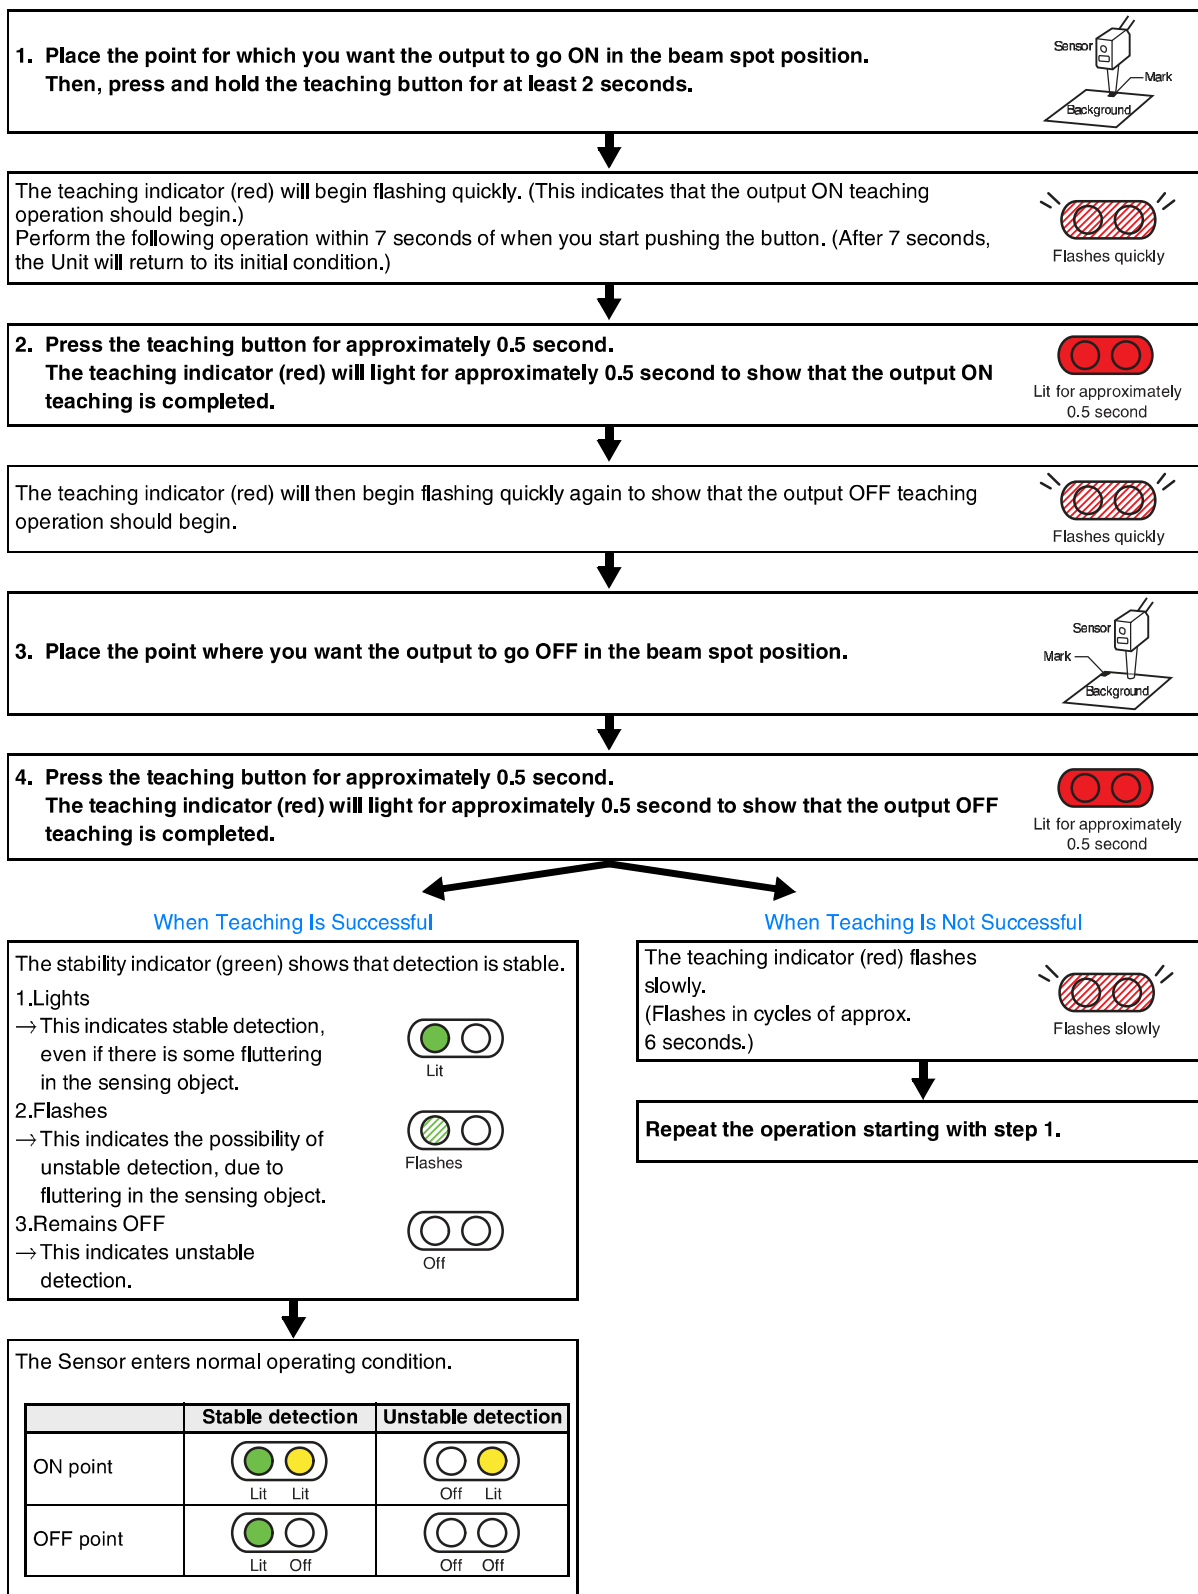 1. Place the point for which you want the output to go ON in the beam spot position.
Then, press and hold the teaching button for at least 2 seconds.
Sensor
Mark
Background
The teaching indicator (red) will begin flashing quickly. (This indicates that the output ON teaching
operation should begin.)
Perform the following operation within 7 seconds of when you start pushing the button. (After 7 seconds,
the Unit will return to its initial condition.)
Flashes quickly
2. Press the teaching button for approximately 0.5 second.
The teaching indicator (red) will light for approximately 0.5 second to show that the output ON
teaching is completed.
Lit for approximately
0.5 second
The teaching indicator (red) will then begin flashing quickly again to show that the output OFF teaching
operation should begin.
Flashes quickly
3. Place the point where you want the output to go OFF in the beam spot position.
Sensor
Mark
Background
4. Press the teaching button for approximately 0.5 second.
The teaching indicator (red) will light for approximately 0.5 second to show that the output OFF
teaching is completed.
Lit for approximately
0.5 second
When Teaching Is Successful
The stability indicator (green) shows that detection is stable.
1.Lights
→ This indicates stable detection,
even if there is some fluttering
in the sensing object.
Lit
2.Flashes
→ This indicates the possibility of
unstable detection, due to
fluttering in the sensing object.
Flashes
3.Remains OFF
→ This indicates unstable
detection.
Off
The Sensor enters normal operating condition.
Stable detection Unstable detection
ON point
Lit Lit Off Lit
OFF point
Lit Off Off Off
When Teaching Is Not Successful
The teaching indicator (red) flashes
slowly.
(Flashes in cycles of approx.
6 seconds.)
Flashes slowly
Repeat the operation starting with step 1.